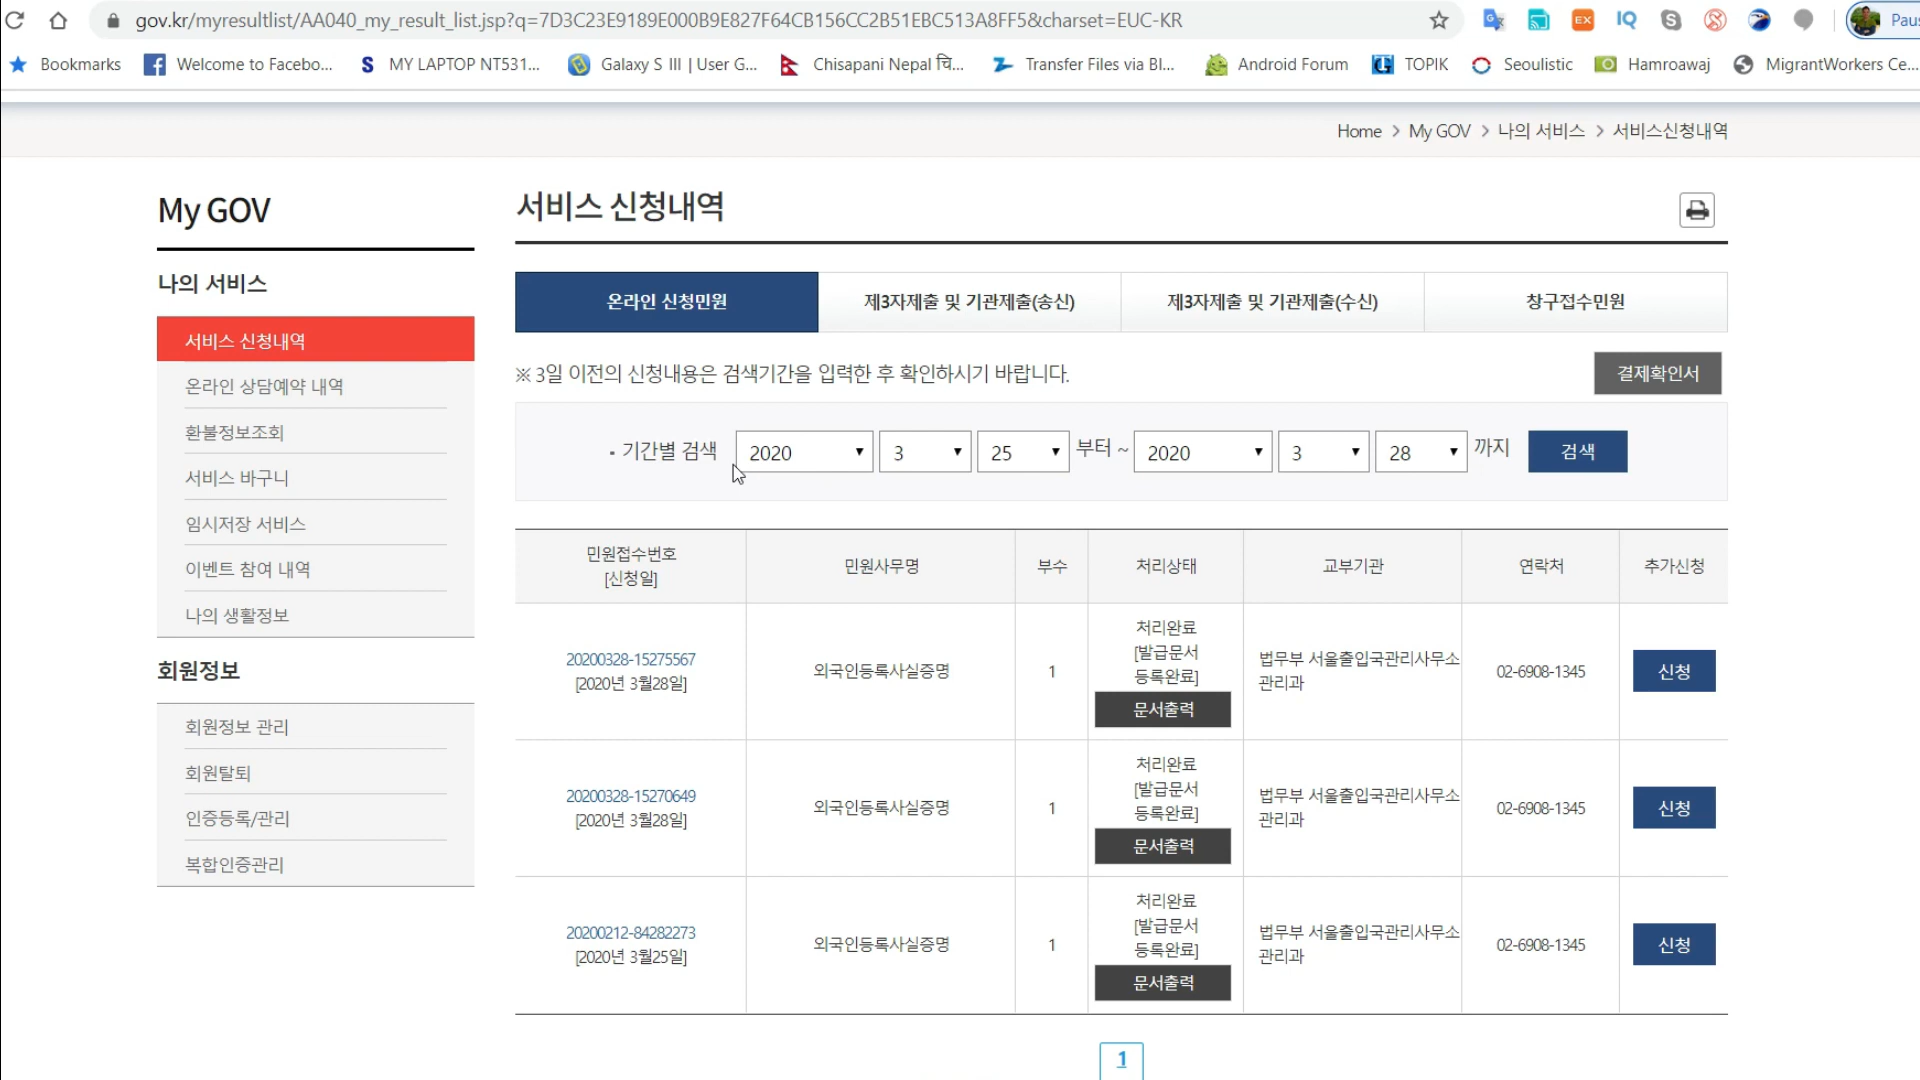 gov.kr/myresultlist/AA040_my_result_list.jsp?q=7D3C23E9189E000B9E827F64CB156CC2B51EBC513A8FF5&charset=EUC-KR
EX
IQ
S
Paus
Bookmarks
Welcome to Facebo...
S MY LAPTOP NT531...
Galaxy S III | User G...
Chisapani Nepal चि...
Transfer Files via Bl...
Android Forum
TOPIK
Seoulistic
Hamroawaj
MigrantWorkers Ce...
Home > My GOV > 나의 서비스 > 서비스신청내역
My GOV
나의 서비스
서비스 신청내역
온라인 상담예약 내역
환불정보조회
서비스 바구니
임시저장 서비스
이벤트 참여 내역
나의 생활정보
회원정보
회원정보 관리
회원탈퇴
인증등록/관리
복합인증관리
서비스 신청내역
온라인 신청민원
제3자제출 및 기관제출(송신)
제3자제출 및 기관제출(수신)
창구접수민원
※ 3일 이전의 신청내용은 검색기간을 입력한 후 확인하시기 바랍니다.
결제확인서
· 기간별 검색 2020 3 25 부터 ~ 2020 3 28 까지 검색
민원접수번호
[신청일]
민원사무명
부수
처리상태
교부기관
연락처
추가신청
20200328-15275567
[2020년 3월28일]
외국인등록사실증명
1
처리완료
[발급문서
등록완료]
문서출력
법무부 서울출입국관리사무소
관리과
02-6908-1345
신청
20200328-15270649
[2020년 3월28일]
외국인등록사실증명
1
처리완료
[발급문서
등록완료]
문서출력
법무부 서울출입국관리사무소
관리과
02-6908-1345
신청
20200212-84282273
[2020년 3월25일]
외국인등록사실증명
1
처리완료
[발급문서
등록완료]
문서출력
법무부 서울출입국관리사무소
관리과
02-6908-1345
신청
1